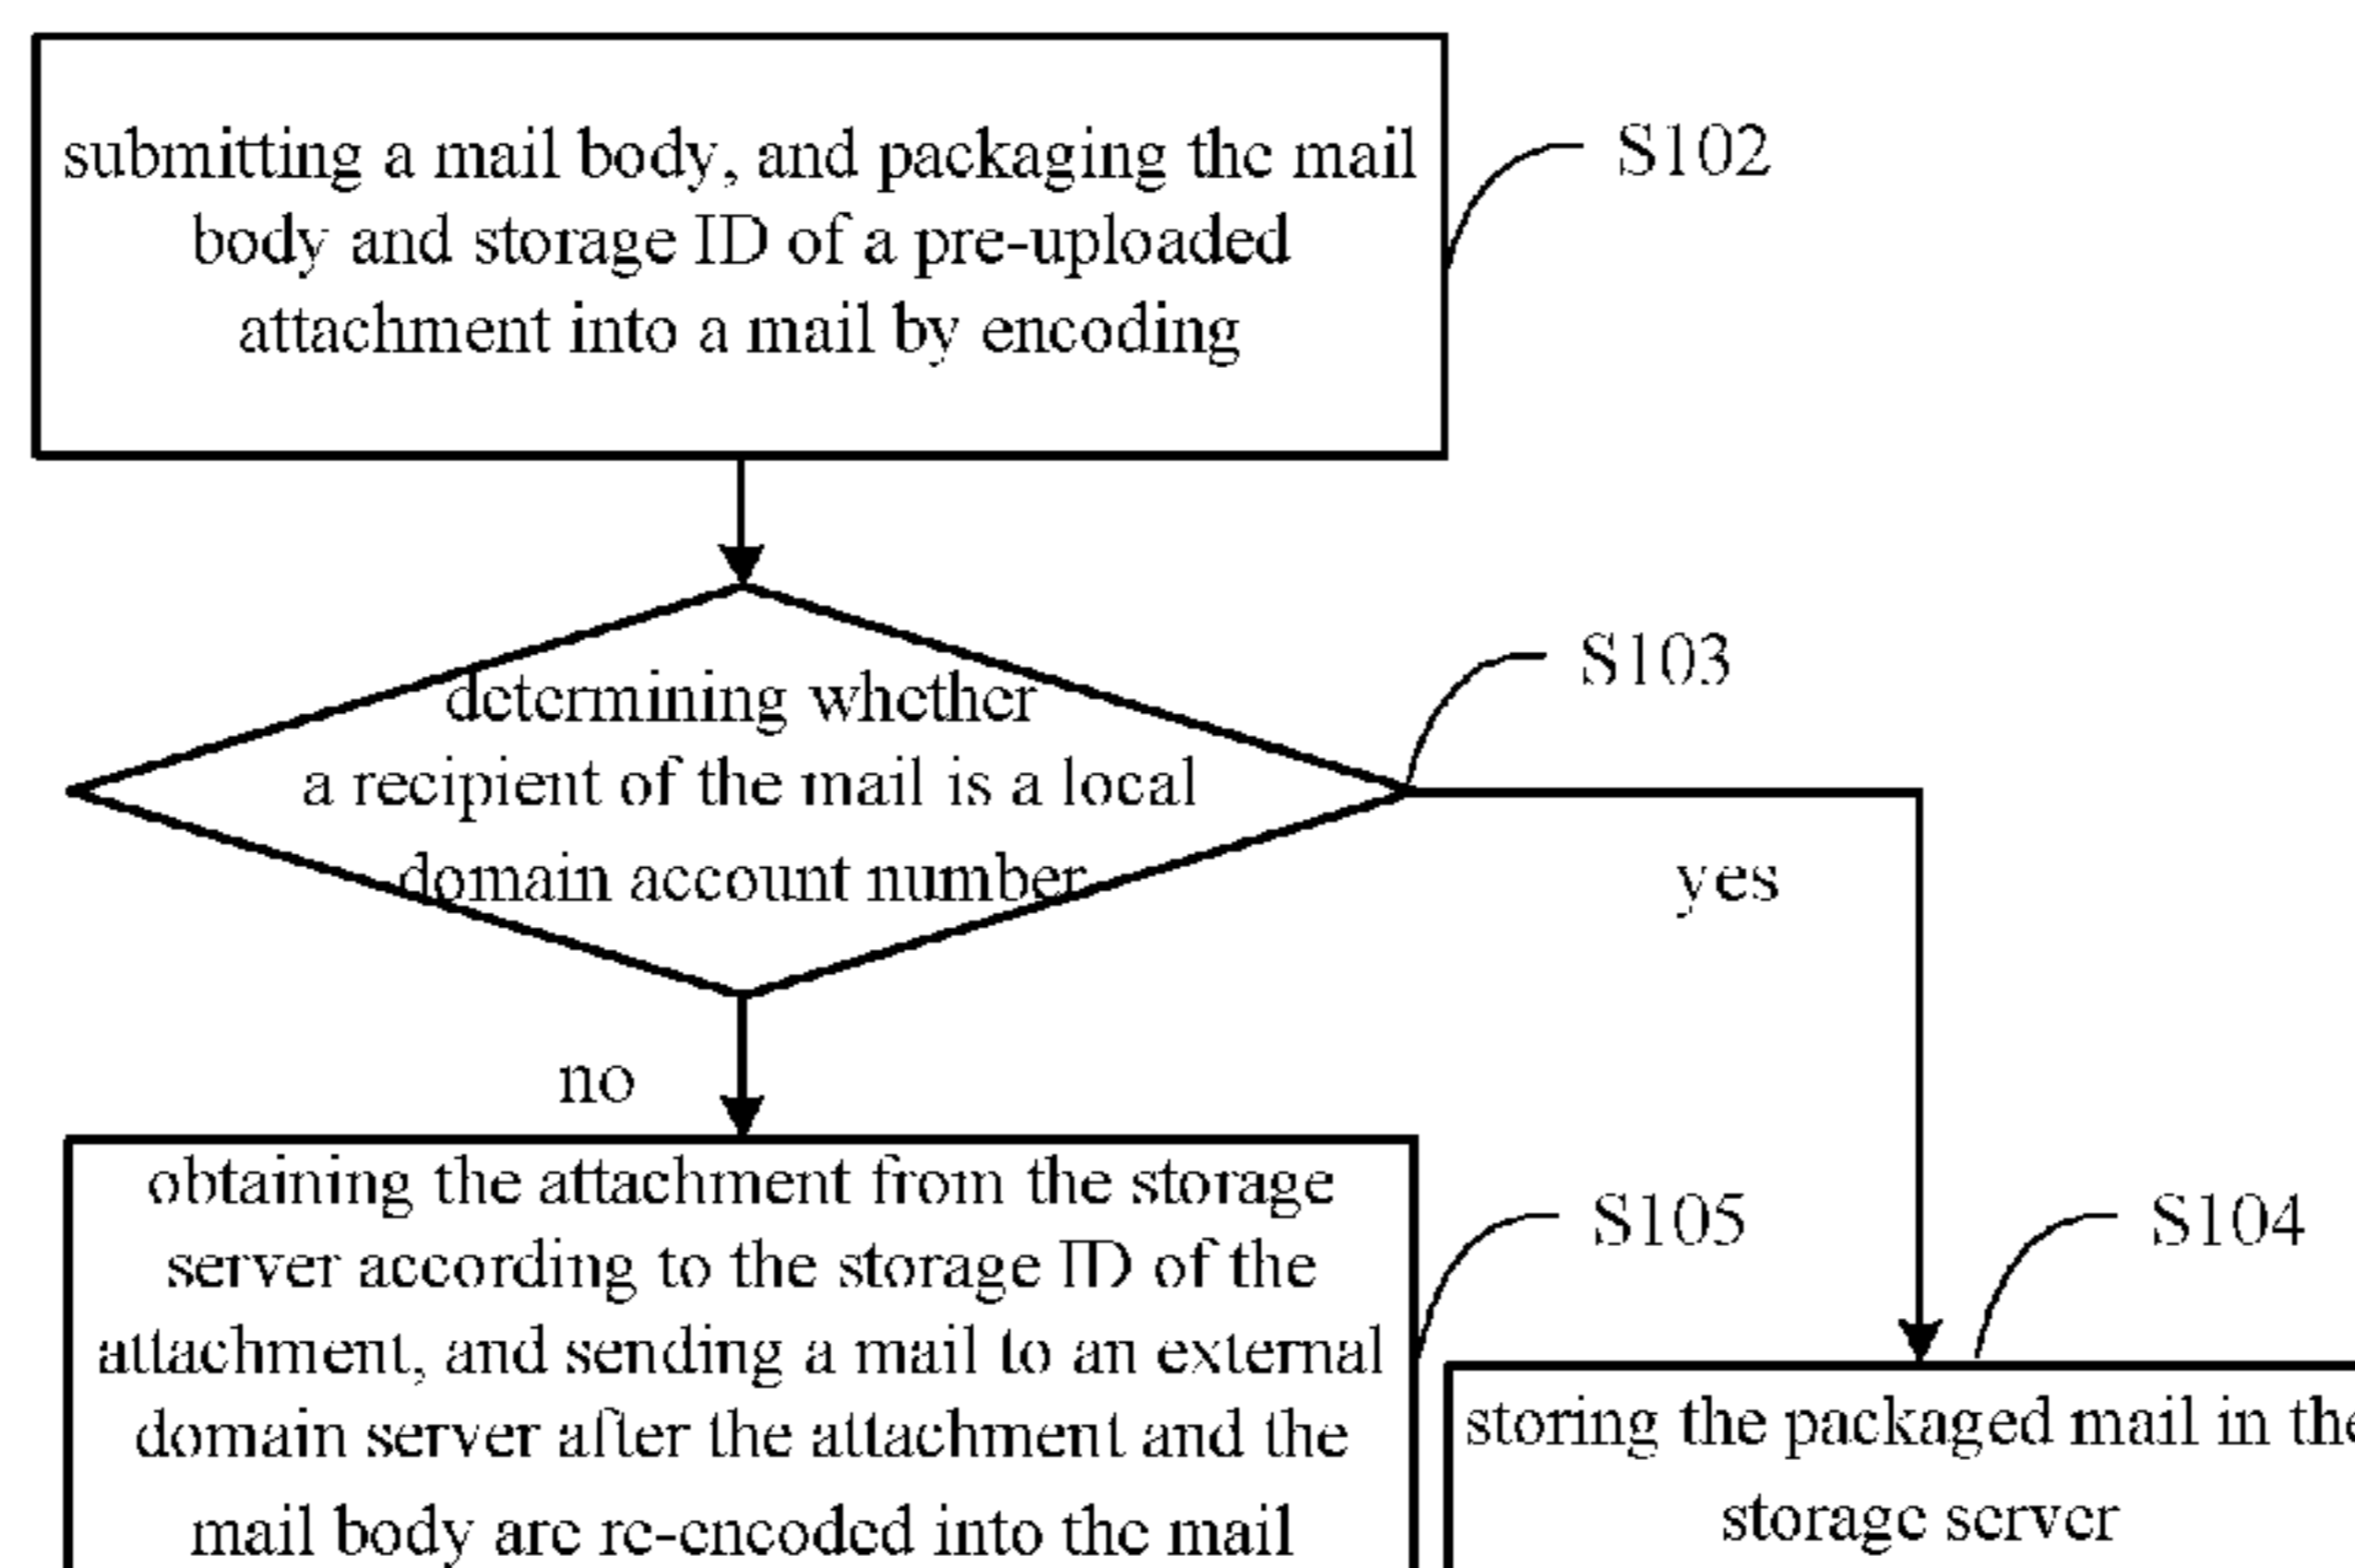 submitting a mail body, and packaging the mail
body and storage ID of a pre-uploaded
attachment into a mail by encoding
S102
determining whether
a recipient of the mail is a local
domain account number
S103
yes
no
obtaining the attachment from the storage
server according to the storage ID of the
attachment, and sending a mail to an external
domain server after the attachment and the
mail body are re-encoded into the mail
S105
S104
storing the packaged mail in the
storage server